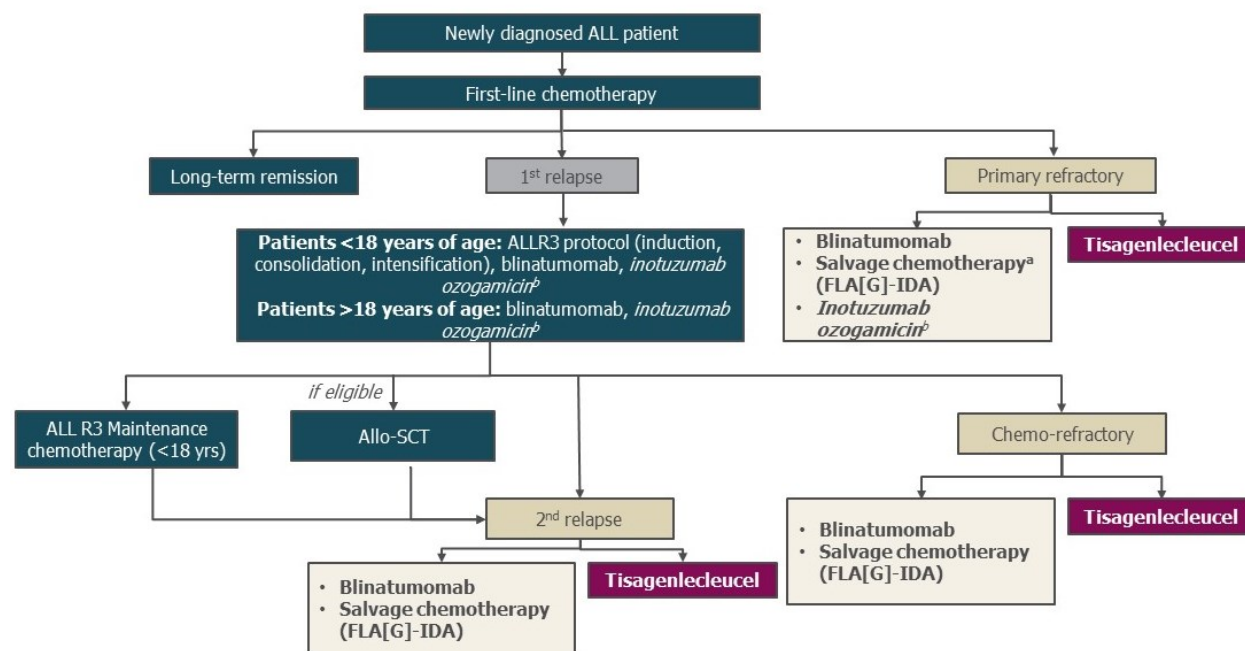 Newly diagnosed ALL patient
First-line chemotherapy
Long-term remission
1st relapse
Primary refractory
Patients <18 years of age: ALLR3 protocol (induction,
consolidation, intensification), blinatumomab, inotuzumab
ozogamicinb
Patients >18 years of age: blinatumomab, inotuzumab
ozogamicinb
• Blinatumomab
• Salvage chemotherapya
(FLA[G]-IDA)
• Inotuzumab
ozogamicinb
Tisagenlecleucel
if eligible
ALL R3 Maintenance
chemotherapy (<18 yrs)
Allo-SCT
Chemo-refractory
2nd relapse
• Blinatumomab
• Salvage chemotherapy
(FLA[G]-IDA)
Tisagenlecleucel
• Blinatumomab
• Salvage chemotherapy
(FLA[G]-IDA)
Tisagenlecleucel